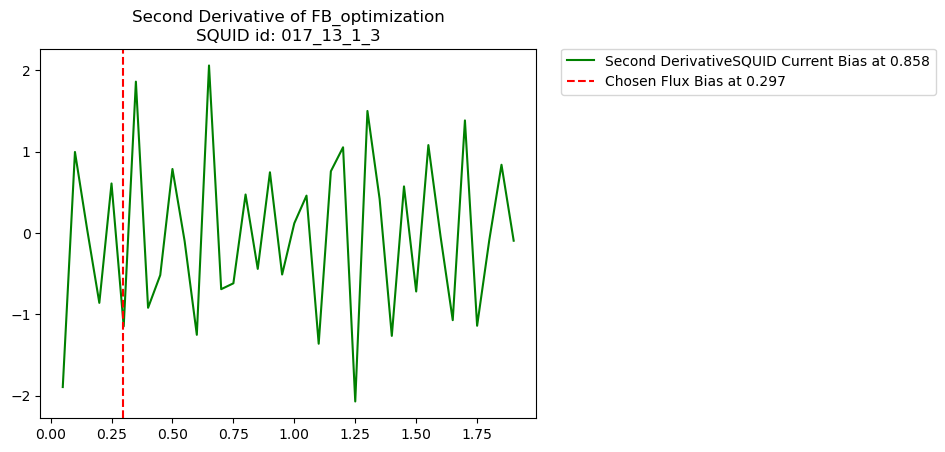 Second Derivative of FB_optimization
SQUID id: 017_13_1_3
Second DerivativeSQUID Current Bias at 0.858
Chosen Flux Bias at 0.297
2
1
0
−1
−2
0.00 0.25 0.50 0.75 1.00 1.25 1.50 1.75